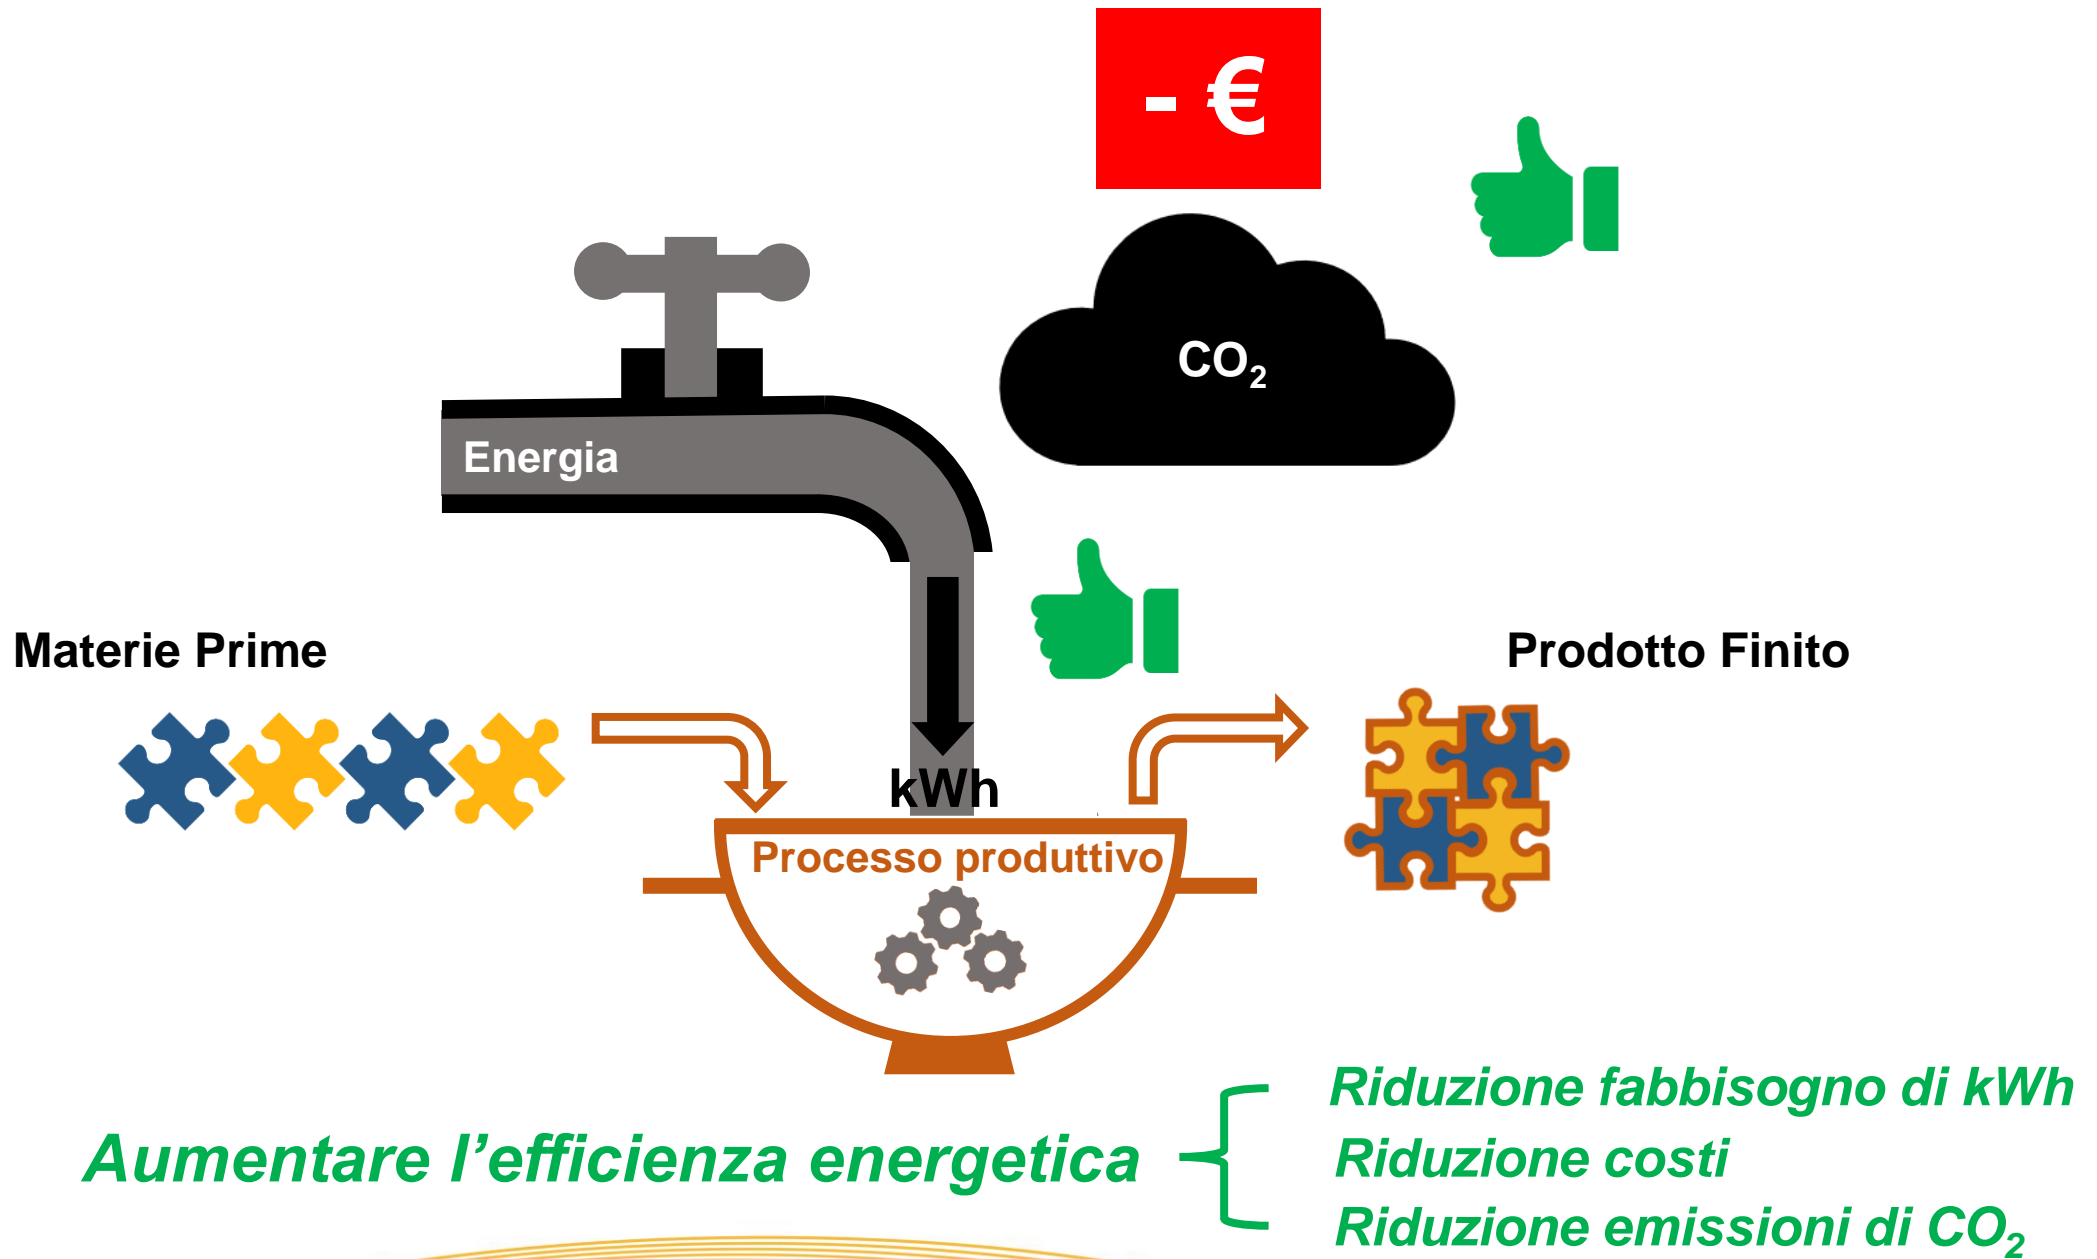 - €
CO₂
Energia
Materie Prime
Prodotto Finito
kWh
Processo produttivo
Aumentare l’efficienza energetica
Riduzione fabbisogno di kWh
Riduzione costi
Riduzione emissioni di CO₂